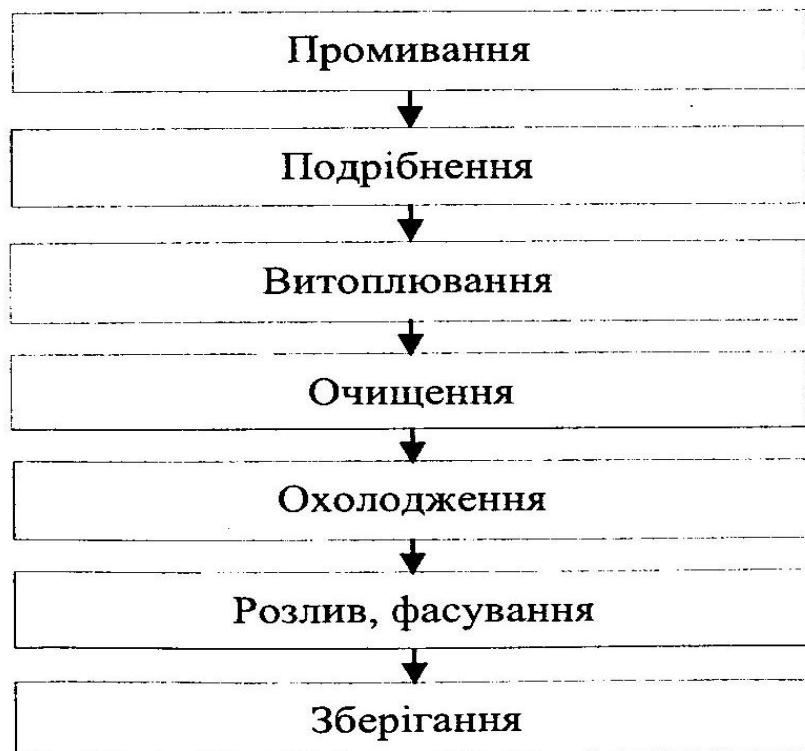 Промивання
Подрібнення
Витоплювання
Очищення
Охолодження
Розлив, фасування
Зберігання